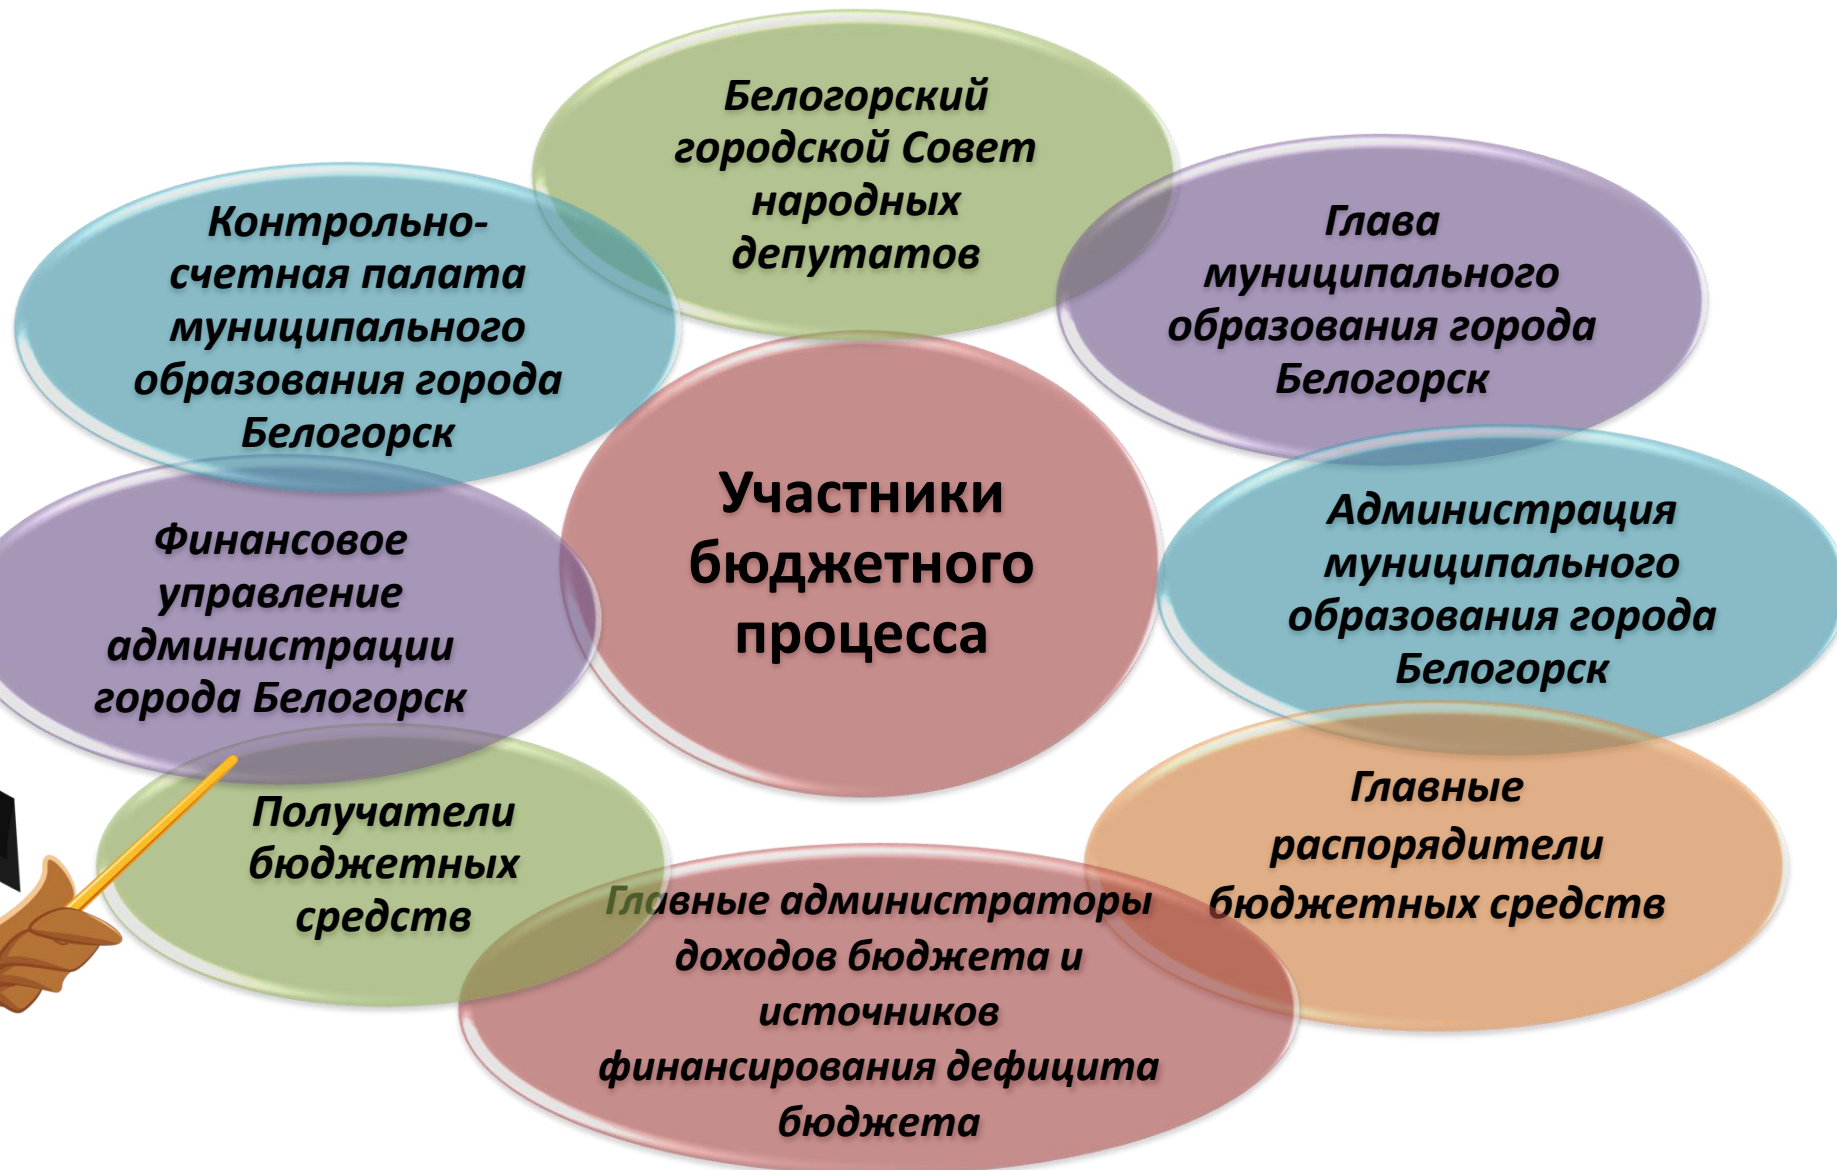 Белогорский
городской Совет
народных
депутатов
Глава
муниципального
образования города
Белогорск
Администрация
муниципального
образования города
Белогорск
Главные
распорядители
бюджетных средств
Главные администраторы
доходов бюджета и
источников
финансирования дефицита
бюджета
Получатели
бюджетных
средств
Финансовое
управление
администрации
города Белогорск
Контрольно-
счетная палата
муниципального
образования города
Белогорск
Участники
бюджетного
процесса